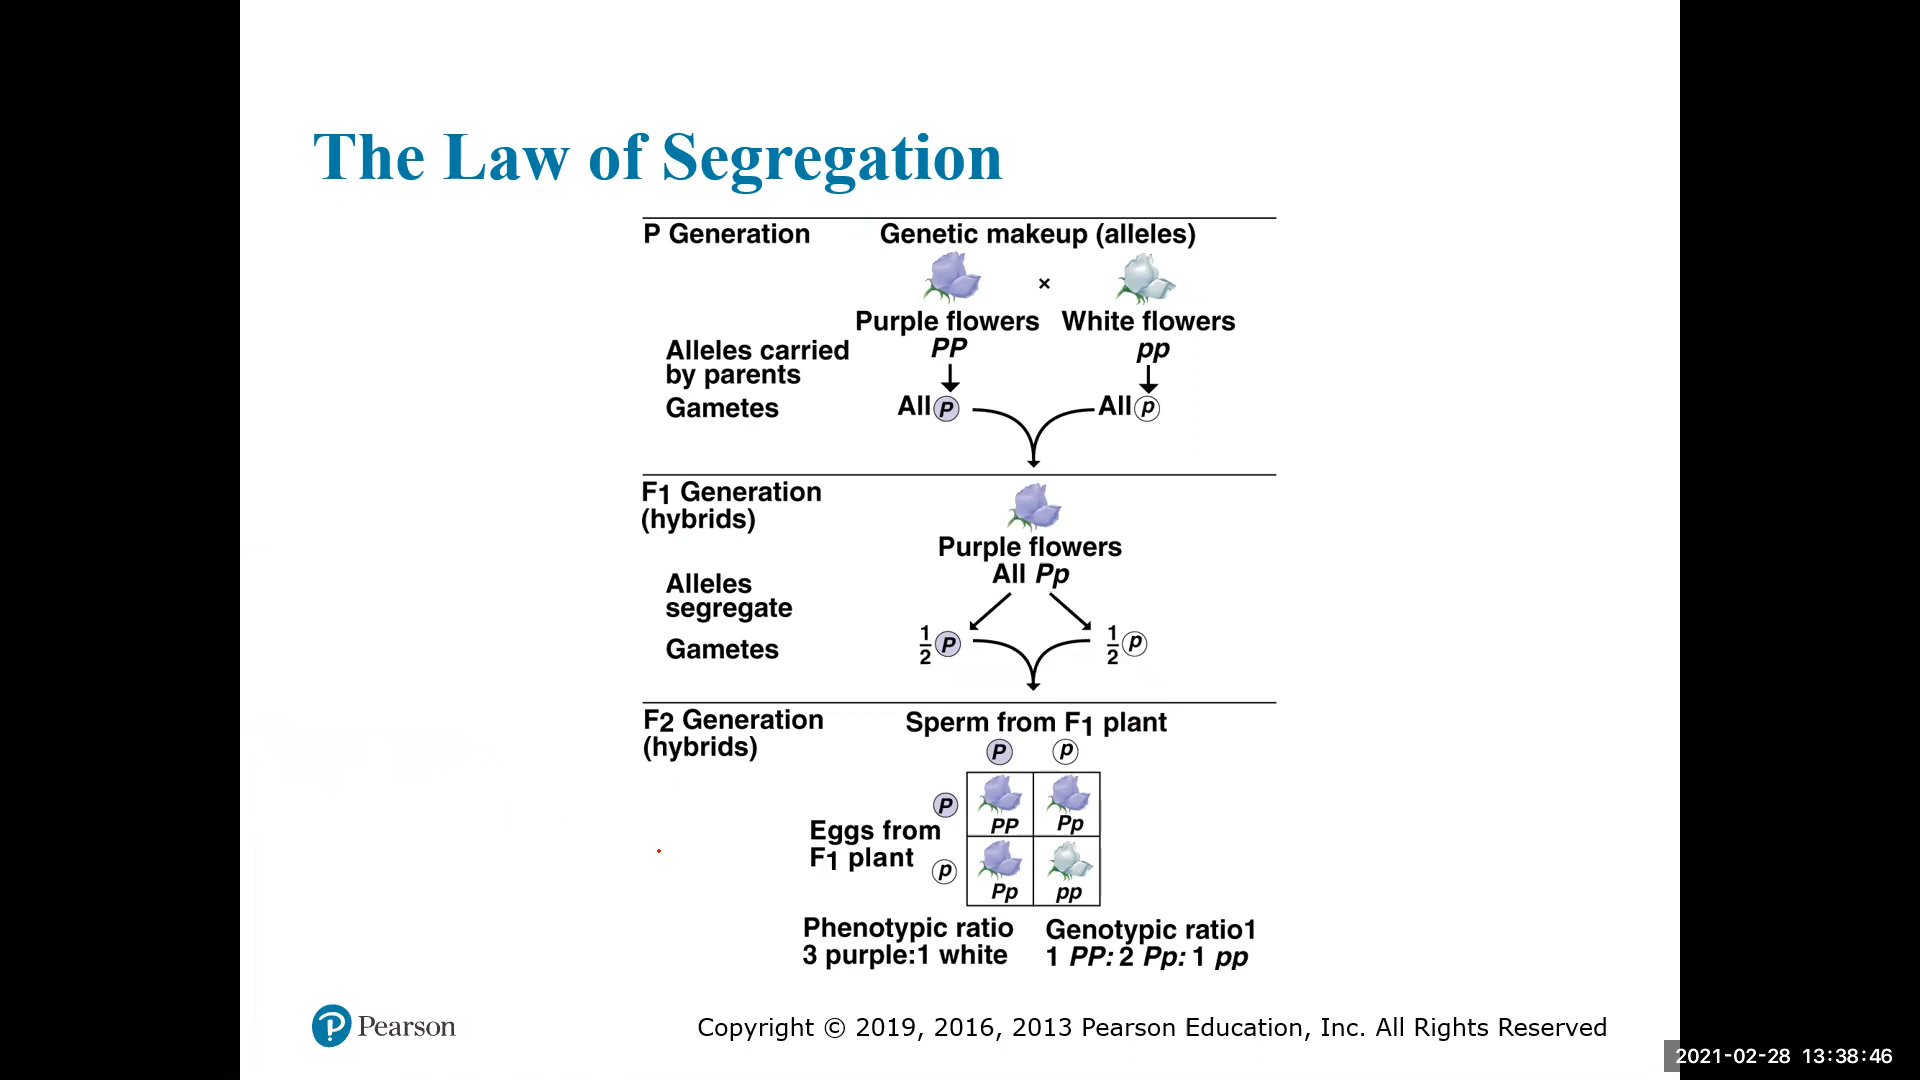 The Law of Segregation
P Generation
Genetic makeup (alleles)
×
Purple flowers
White flowers
Alleles carried
by parents
PP
pp
Gametes
All P
All p
F1 Generation
(hybrids)
Purple flowers
All Pp
Alleles
segregate
Gametes
1/2 P
1/2 p
F2 Generation
(hybrids)
Sperm from F1 plant
P
p
P
PP
Pp
Eggs from
F1 plant
p
Pp
pp
Phenotypic ratio
3 purple:1 white
Genotypic ratio1
1 PP: 2 Pp: 1 pp
Pearson
Copyright © 2019, 2016, 2013 Pearson Education, Inc. All Rights Reserved
2021-02-28 13:38:46